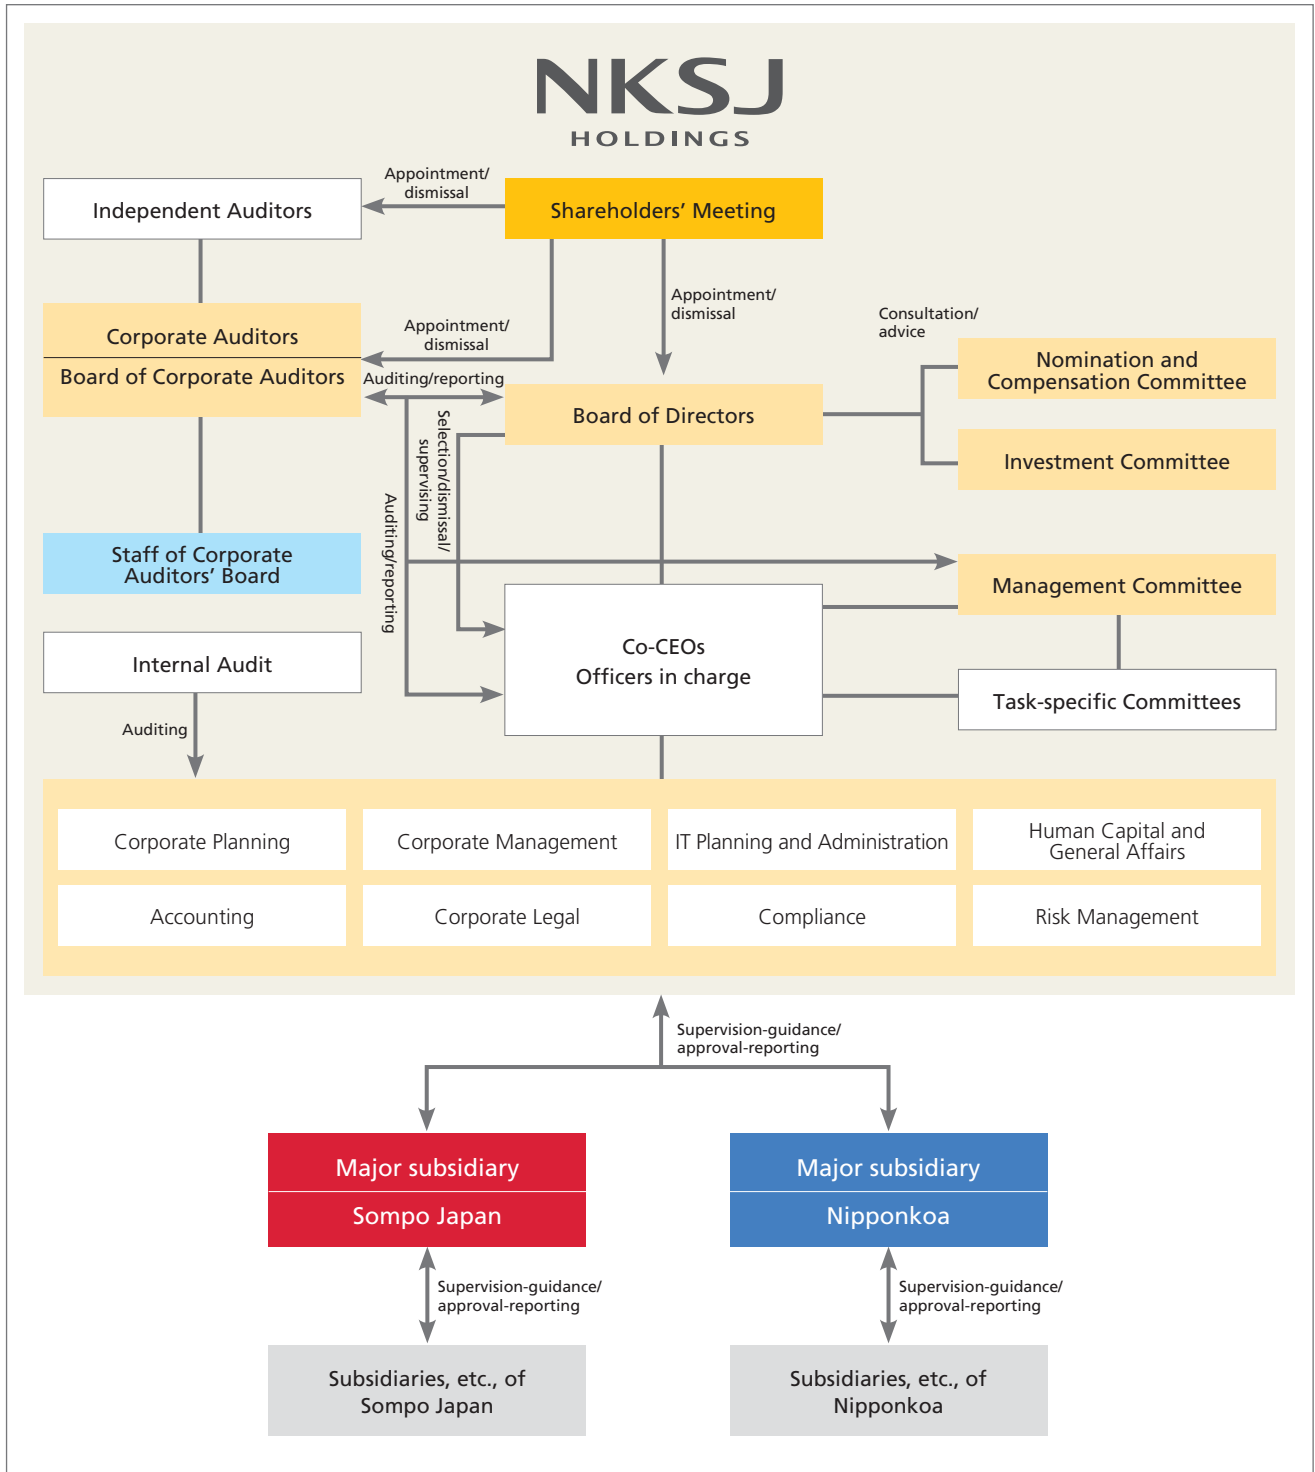 NKSJ
HOLDINGS
Appointment/
dismissal
Independent Auditors
Shareholders' Meeting
Appointment/
dismissal
Consultation/
advice
Corporate Auditors
Board of Corporate Auditors
Appointment/
dismissal
Auditing/reporting
Nomination and
Compensation Committee
Board of Directors
Investment Committee
Selection/dismissal/
supervising
Auditing/reporting
Staff of Corporate
Auditors' Board
Management Committee
Internal Audit
Co-CEOs
Officers in charge
Task-specific Committees
Auditing
Corporate Planning
Corporate Management
IT Planning and Administration
Human Capital and
General Affairs
Accounting
Corporate Legal
Compliance
Risk Management
Supervision-guidance/
approval-reporting
Major subsidiary
Sompo Japan
Major subsidiary
Nipponkoa
Supervision-guidance/
approval-reporting
Supervision-guidance/
approval-reporting
Subsidiaries, etc., of
Sompo Japan
Subsidiaries, etc., of
Nipponkoa